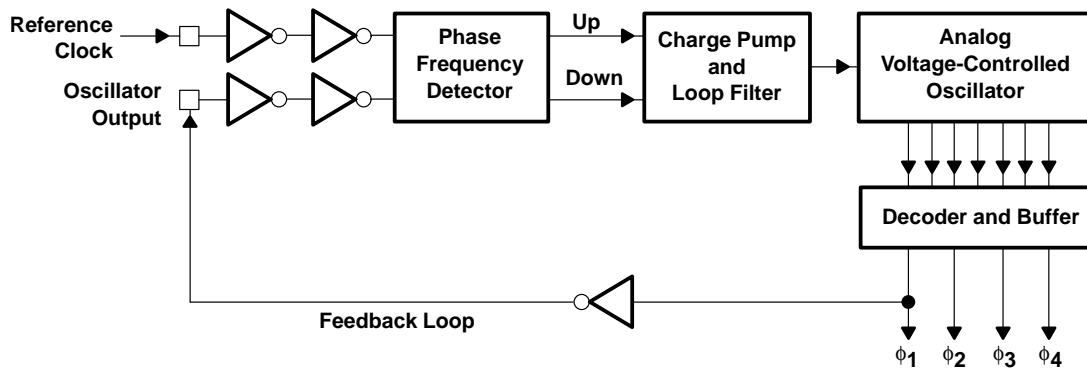 Reference
Clock
Oscillator
Output
Phase
Frequency
Detector
Up
Down
Charge Pump
and
Loop Filter
Analog
Voltage-Controlled
Oscillator
Decoder and Buffer
Feedback Loop
ϕ1 ϕ2 ϕ3 ϕ4